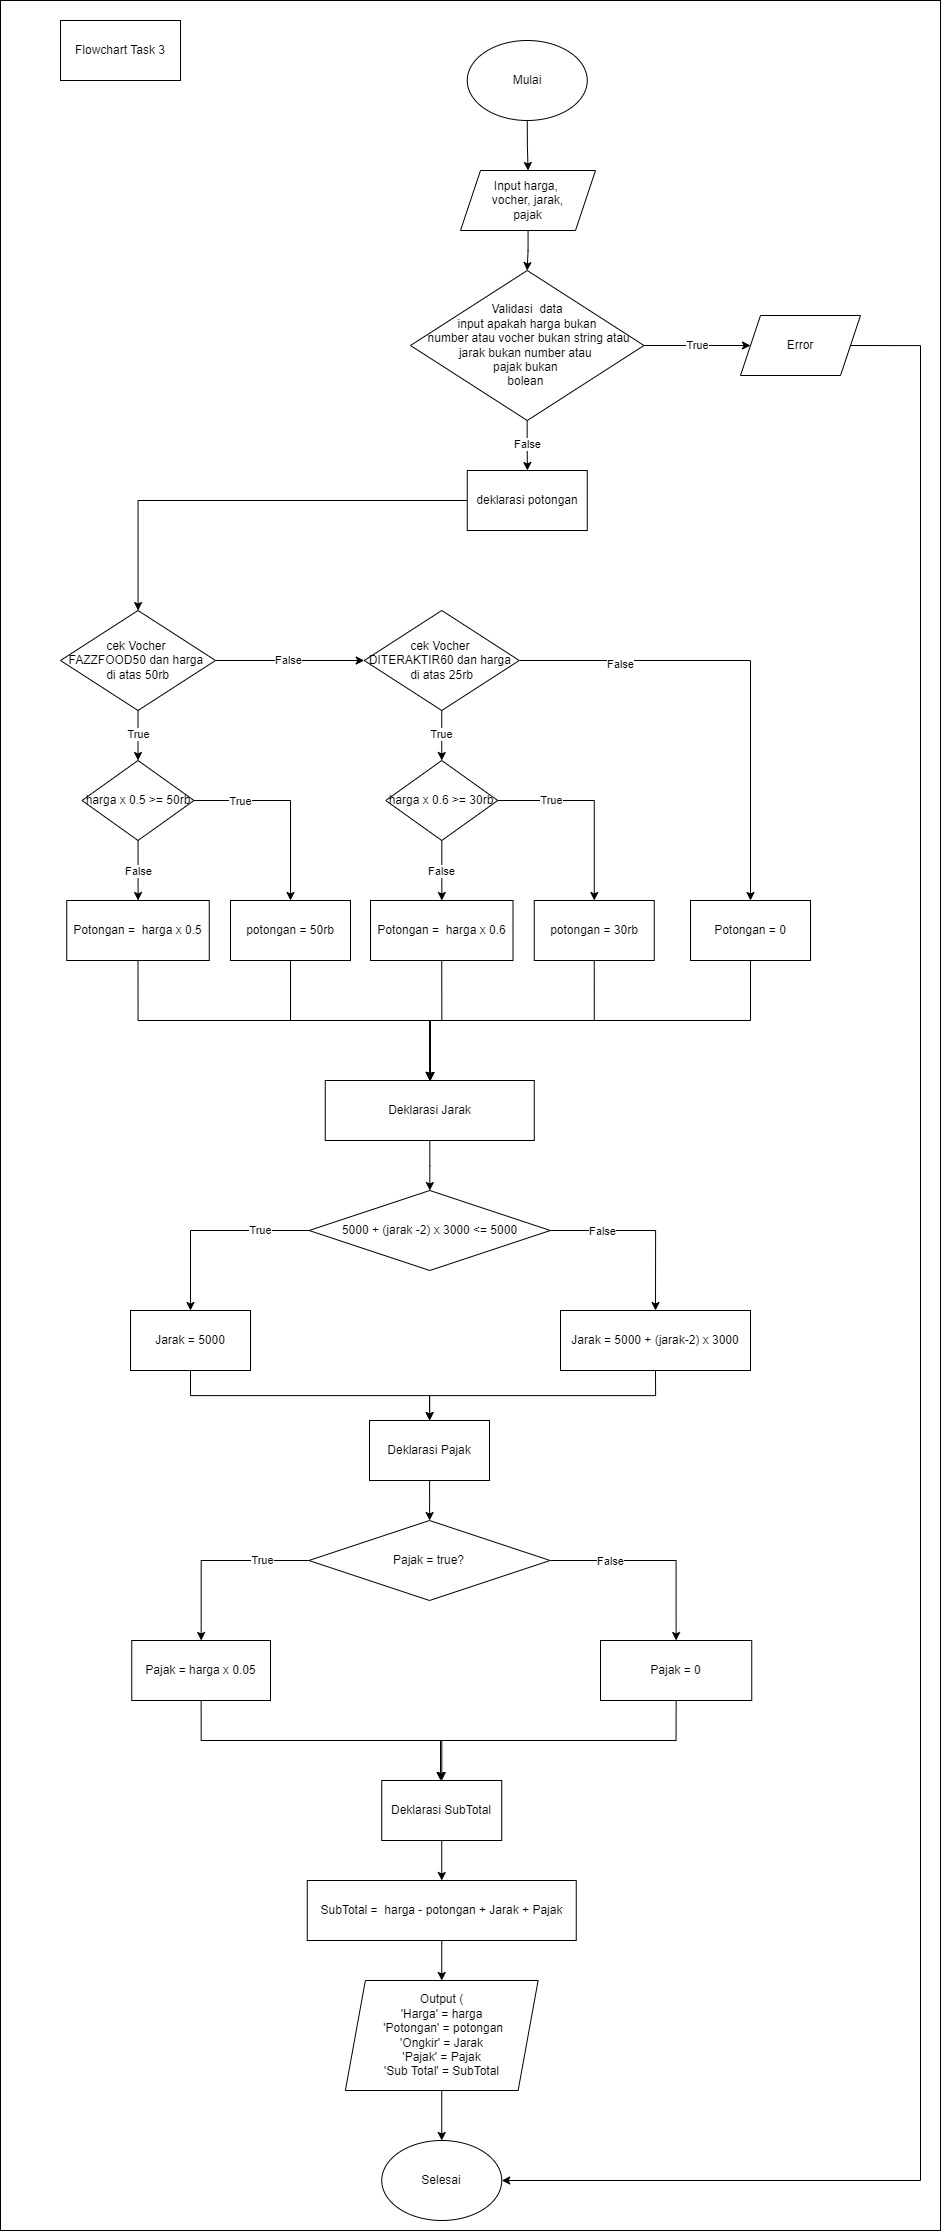 Flowchart Task 3
Mulai
Input harga,
vocher, jarak,
pajak
Validasi  data
input apakah harga bukan
number atau vocher bukan string atau
jarak bukan number atau
pajak bukan
bolean
True
Error
False
deklarasi potongan
cek Vocher
FAZZFOOD50 dan harga
di atas 50rb
False
cek Vocher
DITERAKTIR60 dan harga
di atas 25rb
False
True
True
harga x 0.5 >= 50rb
True
harga x 0.6 >= 30rb
True
False
False
Potongan =  harga x 0.5
potongan = 50rb
Potongan =  harga x 0.6
potongan = 30rb
Potongan = 0
Deklarasi Jarak
True
5000 + (jarak -2) x 3000 <= 5000
False
Jarak = 5000
Jarak = 5000 + (jarak-2) x 3000
Deklarasi Pajak
True
Pajak = true?
False
Pajak = harga x 0.05
Pajak = 0
Deklarasi SubTotal
SubTotal =  harga - potongan + Jarak + Pajak
Output (
'Harga' = harga
'Potongan' = potongan
'Ongkir' = Jarak
'Pajak' = Pajak
'Sub Total' = SubTotal
Selesai